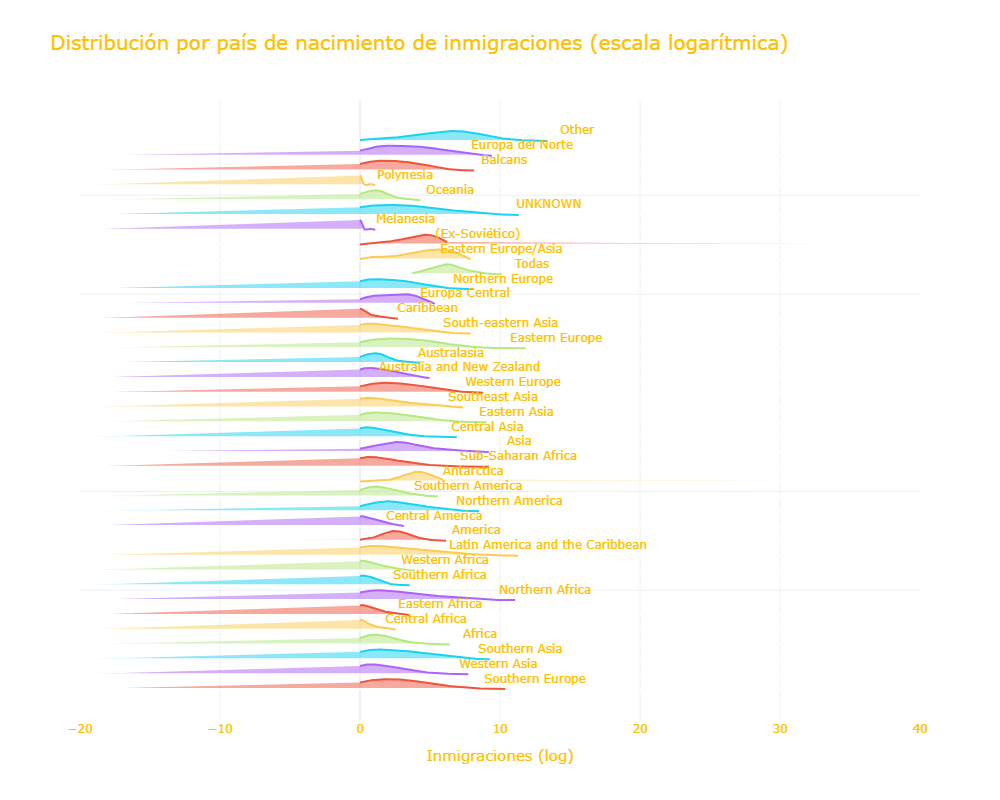 Distribución por país de nacimiento de inmigraciones (escala logarítmica)
Other
Europa del Norte
Balcans
Polynesia
Oceania
UNKNOWN
Melanesia
(Ex-Soviético)
Eastern Europe/Asia
Todas
Northern Europe
Europa Central
Caribbean
South-eastern Asia
Eastern Europe
Australasia
Australia and New Zealand
Western Europe
Southeast Asia
Eastern Asia
Central Asia
Asia
Sub-Saharan Africa
Antarctica
Southern America
Northern America
Central America
America
Latin America and the Caribbean
Western Africa
Southern Africa
Northern Africa
Eastern Africa
Central Africa
Africa
Southern Asia
Western Asia
Southern Europe
−20 −10 0 10 20 30 40
Inmigraciones (log)